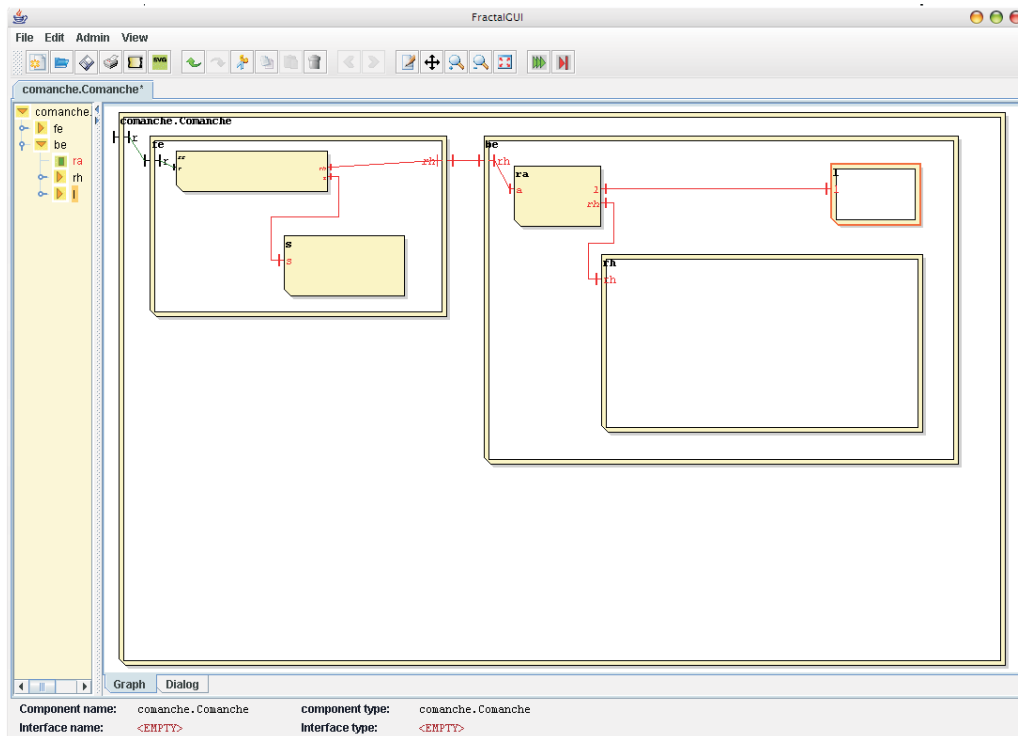 FractalGUI
File Edit Admin View
SVG
comanche.Comanche*
comanche.
fe
be
ra
rh
l
comanche.Comanche
r
fe
r
rh
rh
s
s
s
be
rh
ra
a
l
rh
l
l
rh
rh
Graph Dialog
Component name: comanche.Comanche component type: comanche.Comanche
Interface name: <EMPTY> Interface type: <EMPTY>